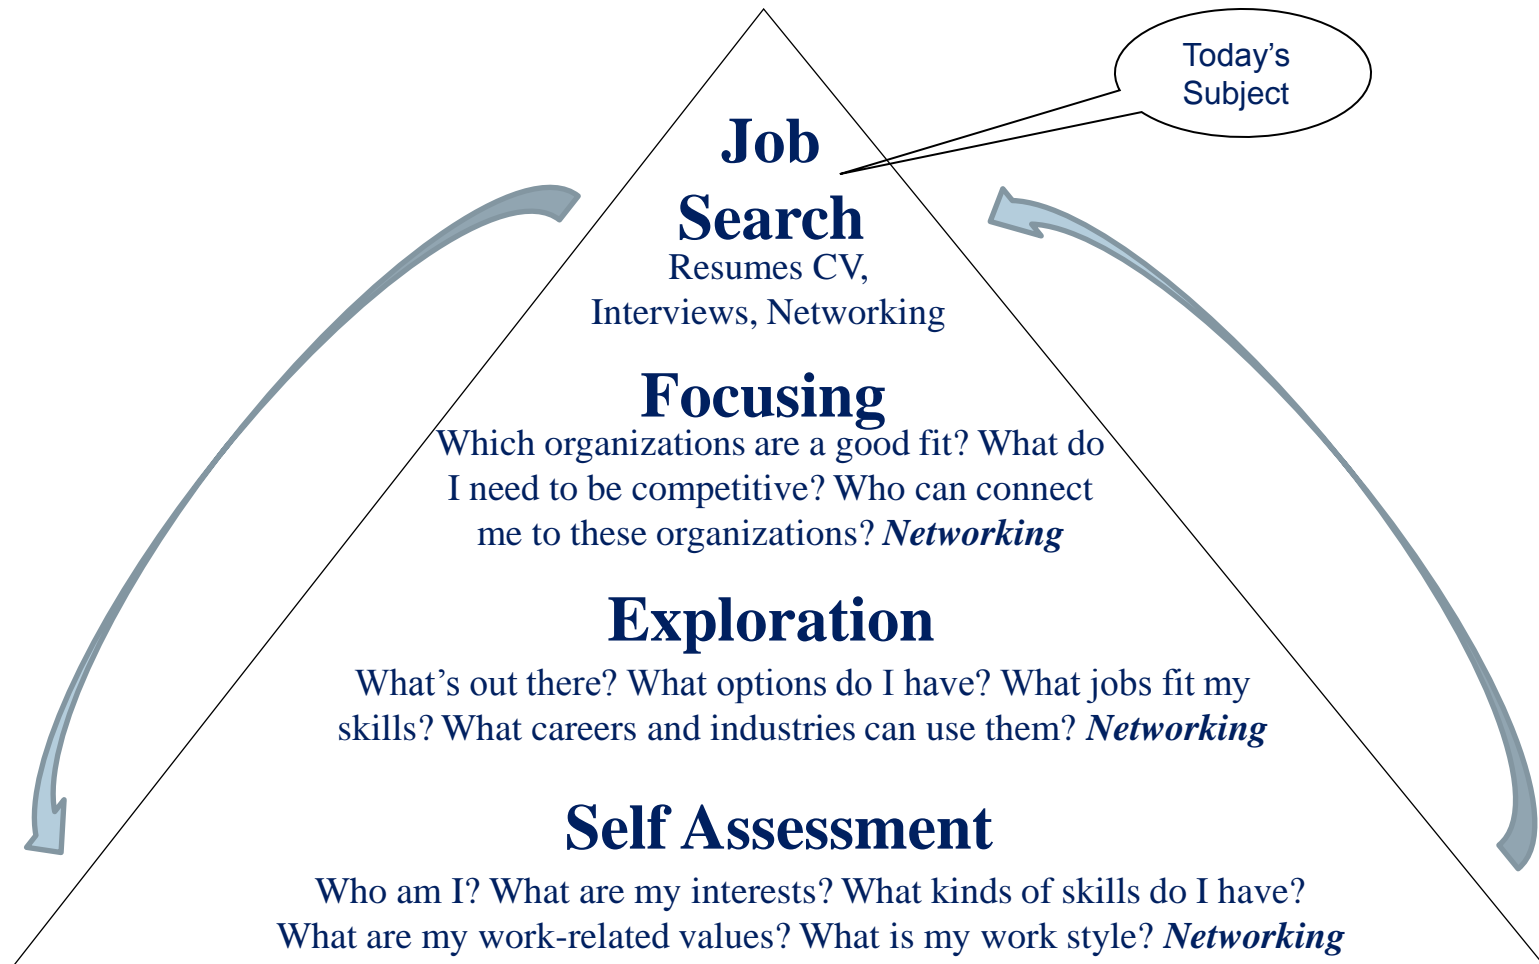 Today’s
Subject
Job
Search
Resumes CV,
Interviews, Networking
Focusing
Which organizations are a good fit? What do
I need to be competitive? Who can connect
me to these organizations? Networking
Exploration
What’s out there? What options do I have? What jobs fit my
skills? What careers and industries can use them? Networking
Self Assessment
Who am I? What are my interests? What kinds of skills do I have?
What are my work-related values? What is my work style? Networking